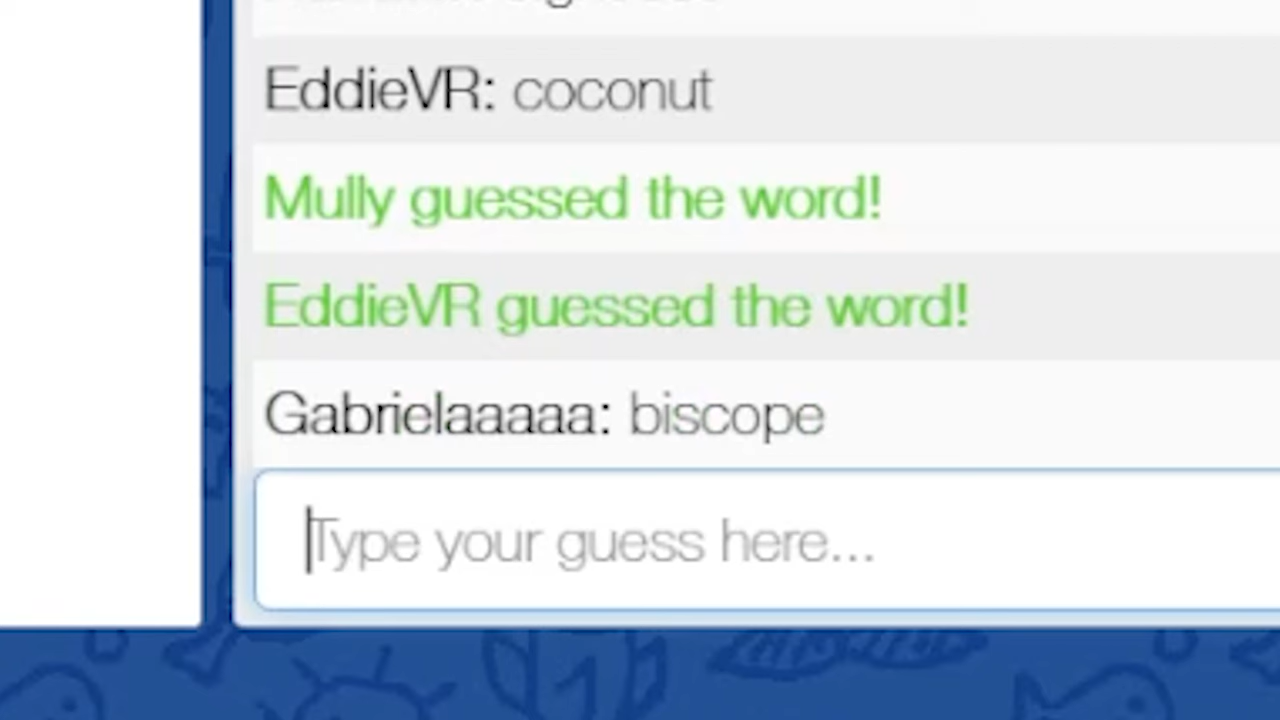 EddieVR: coconut
Mully guessed the word!
EddieVR guessed the word!
Gabrielaaaaa: biscope
Type your guess here...